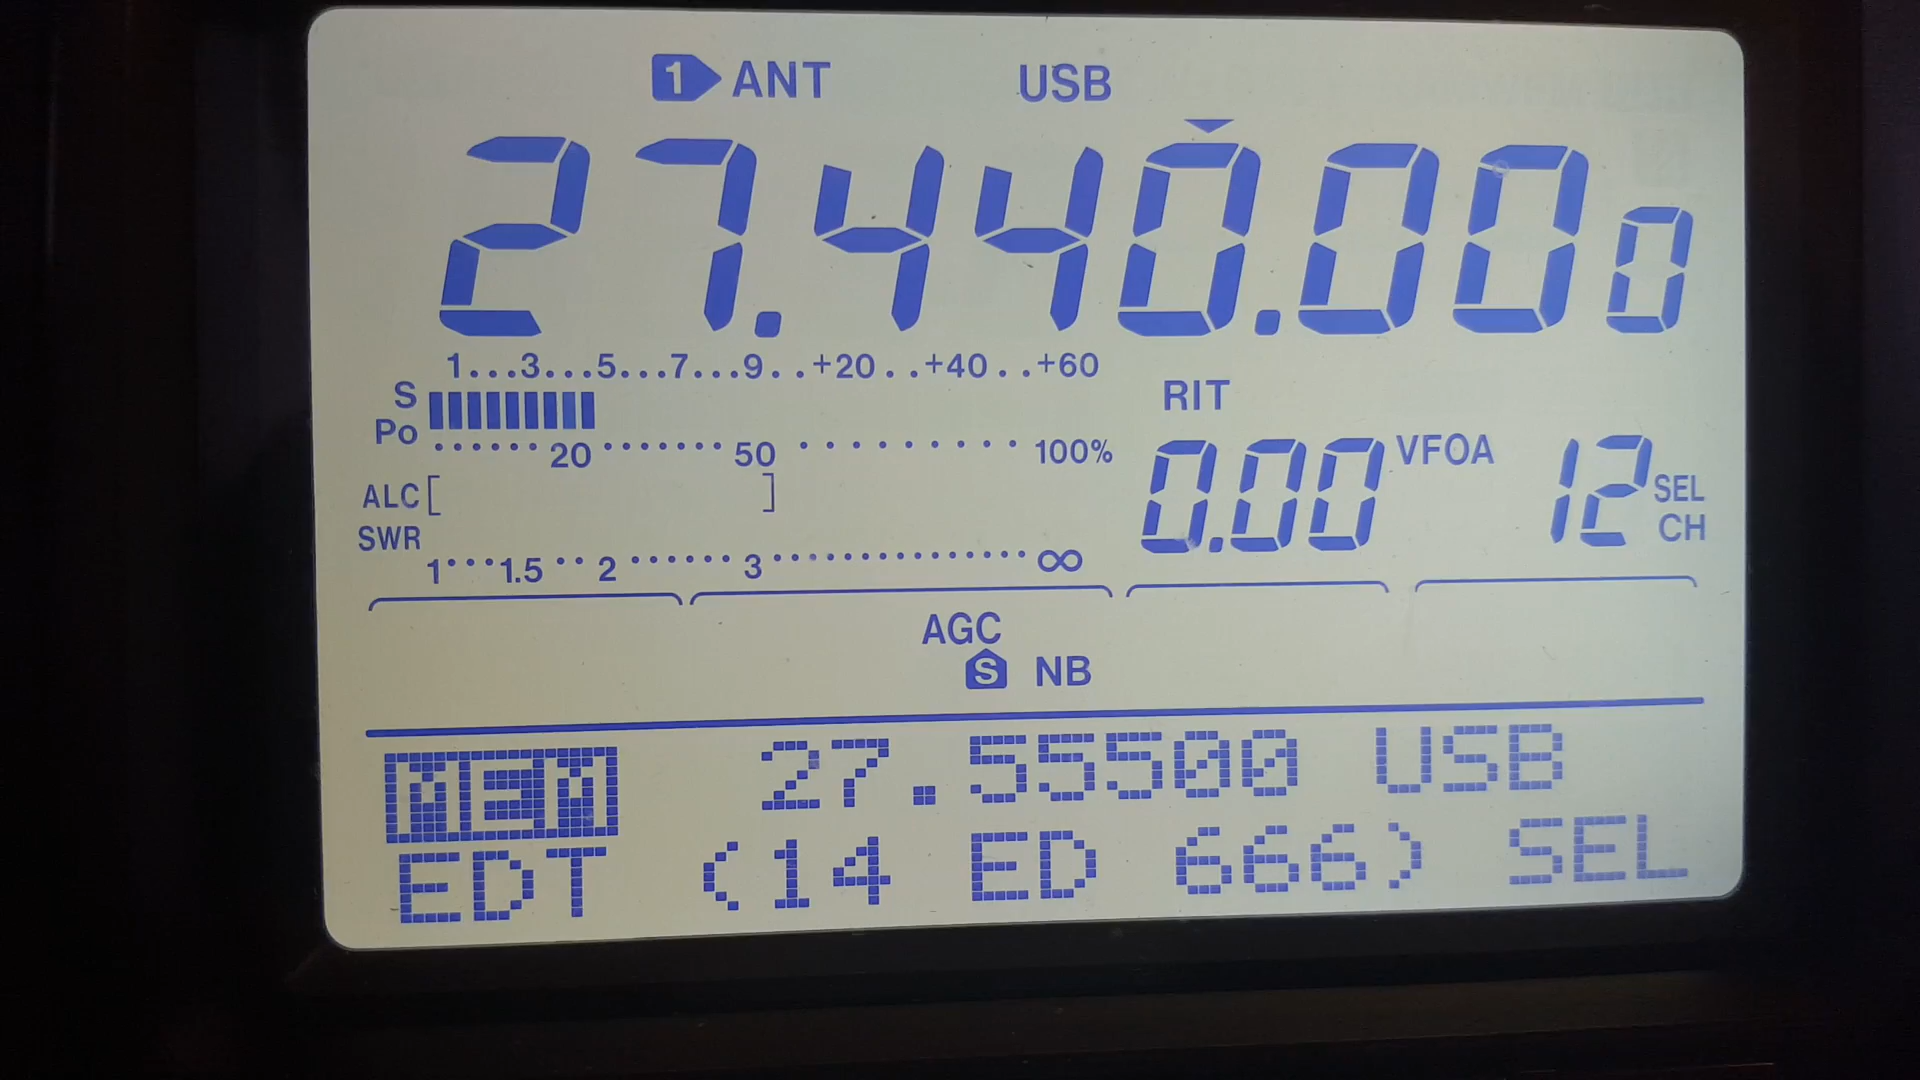 1 ANT USB
27.440.000
1...3...5...7...9..+20..+40..+60
S
Po
20 50 100%
RIT
0.00 VFOA 12 SEL CH
ALC [ ]
SWR
1 1.5 2 3 ∞
AGC
S NB
MEM 27.55500 USB
EDT (14 ED 666) SEL